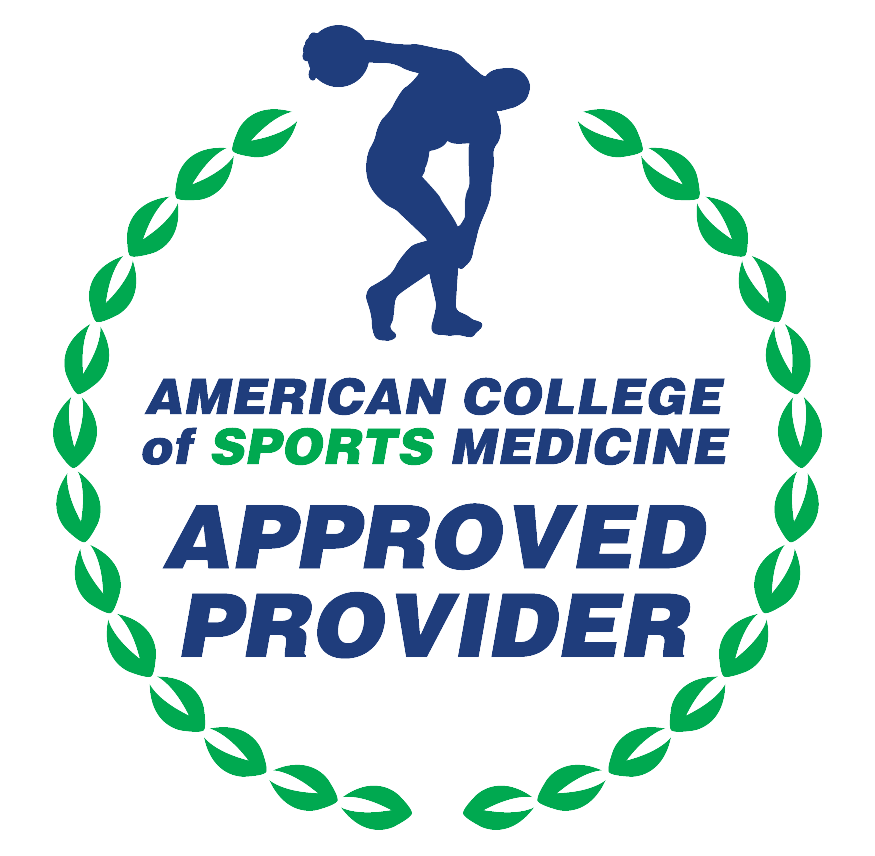 AMERICAN COLLEGE
of SPORTS MEDICINE
APPROVED
PROVIDER